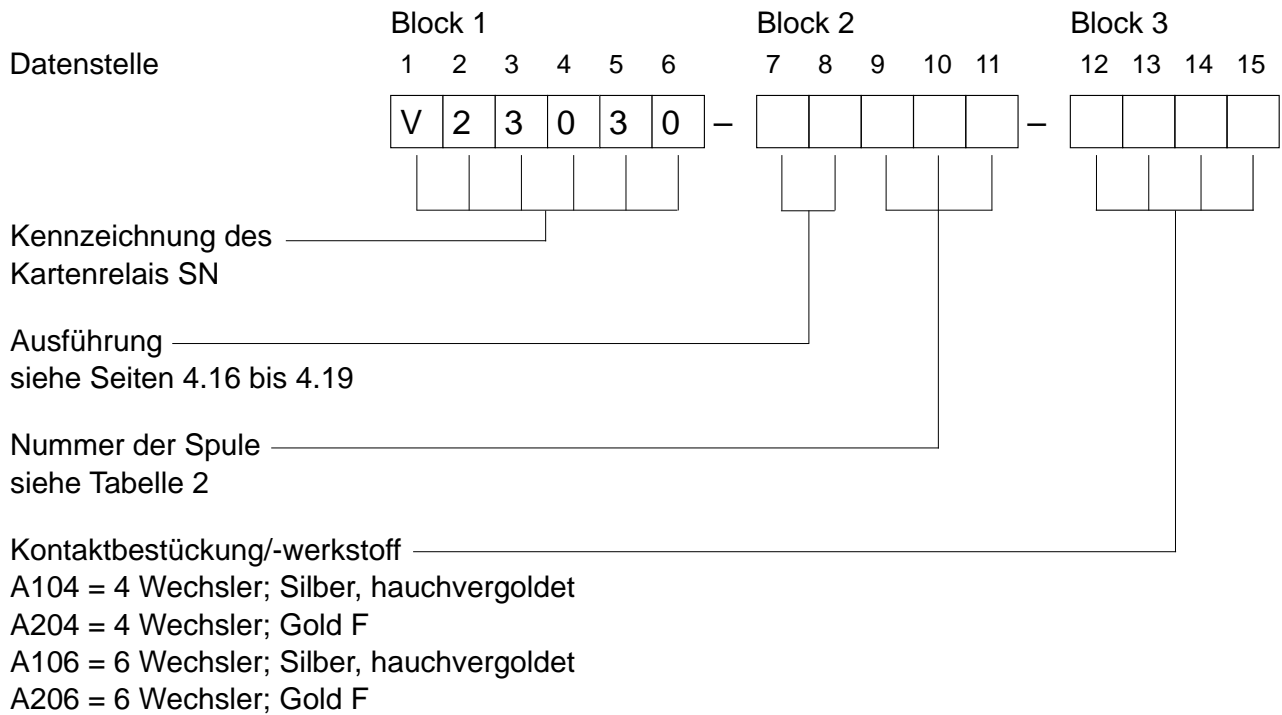 Block 1 Block 2 Block 3
Datenstelle 1 2 3 4 5 6 7 8 9 10 11 12 13 14 15
V 2 3 0 3 0 – –
Kennzeichnung des
Kartenrelais SN
Ausführung
siehe Seiten 4.16 bis 4.19
Nummer der Spule
siehe Tabelle 2
Kontaktbestückung/-werkstoff
A104 = 4 Wechsler; Silber, hauchvergoldet
A204 = 4 Wechsler; Gold F
A106 = 6 Wechsler; Silber, hauchvergoldet
A206 = 6 Wechsler; Gold F